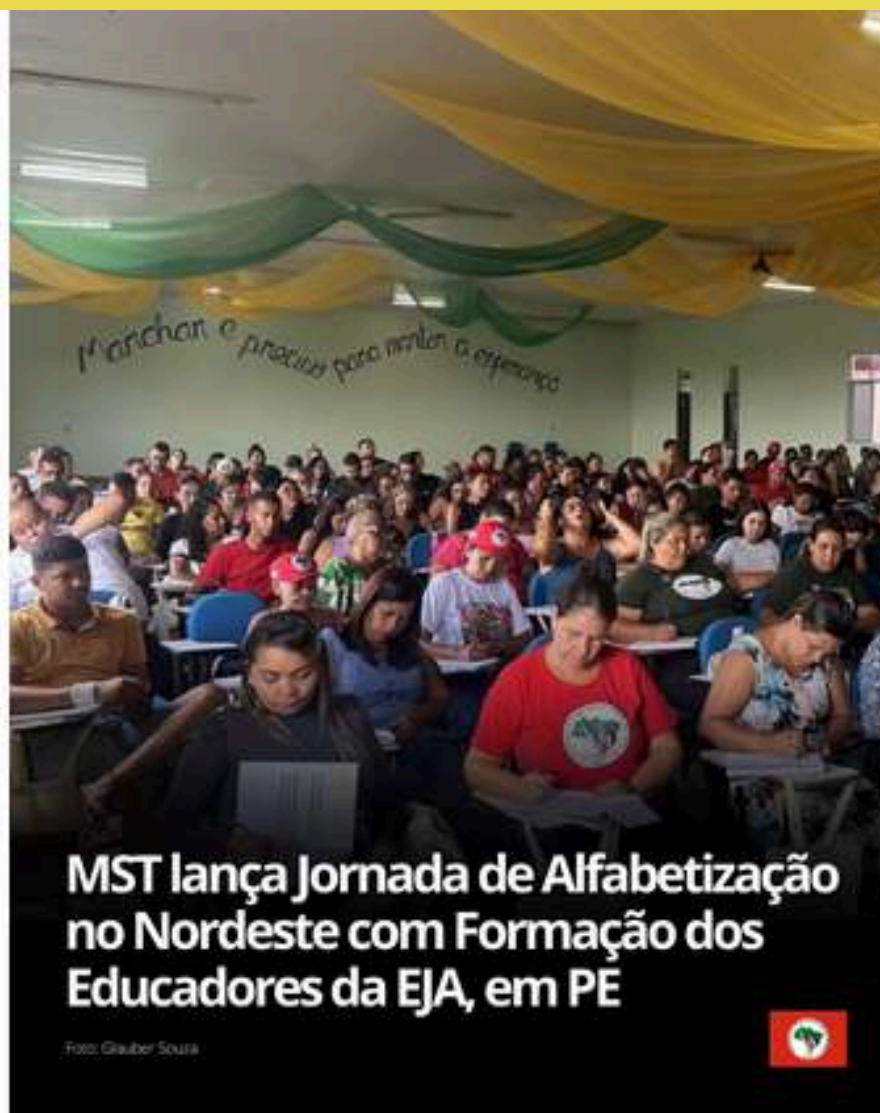 Marchar é preciso para manter a esperança
MST lança Jornada de Alfabetização
no Nordeste com Formação dos
Educadores da EJA, em PE
Foto: Glauber Souza